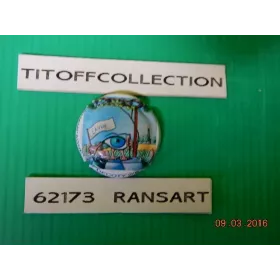 TITOFFCOLLECTION
62173 RANSART
09.03.2016